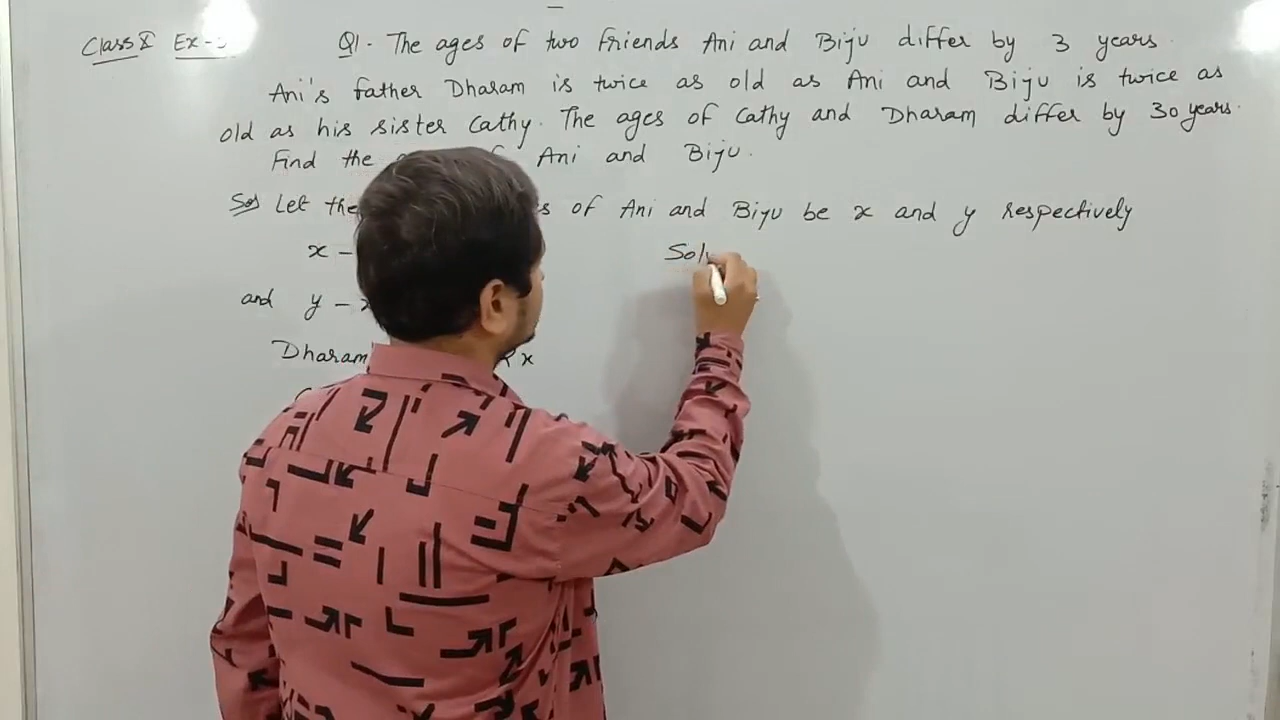 Class X Ex-
Q1- The ages of two Friends Ani and Biju differ by 3 years.
Ani's father Dharam is twice as old as Ani and Biju is twice as
old as his sister Cathy. The ages of Cathy and Dharam differ by 30 years.
Find the Ani and Biju.
Sol Let the of Ani and Biju be x and y respectively
x - Solv
and y -
Dharam x